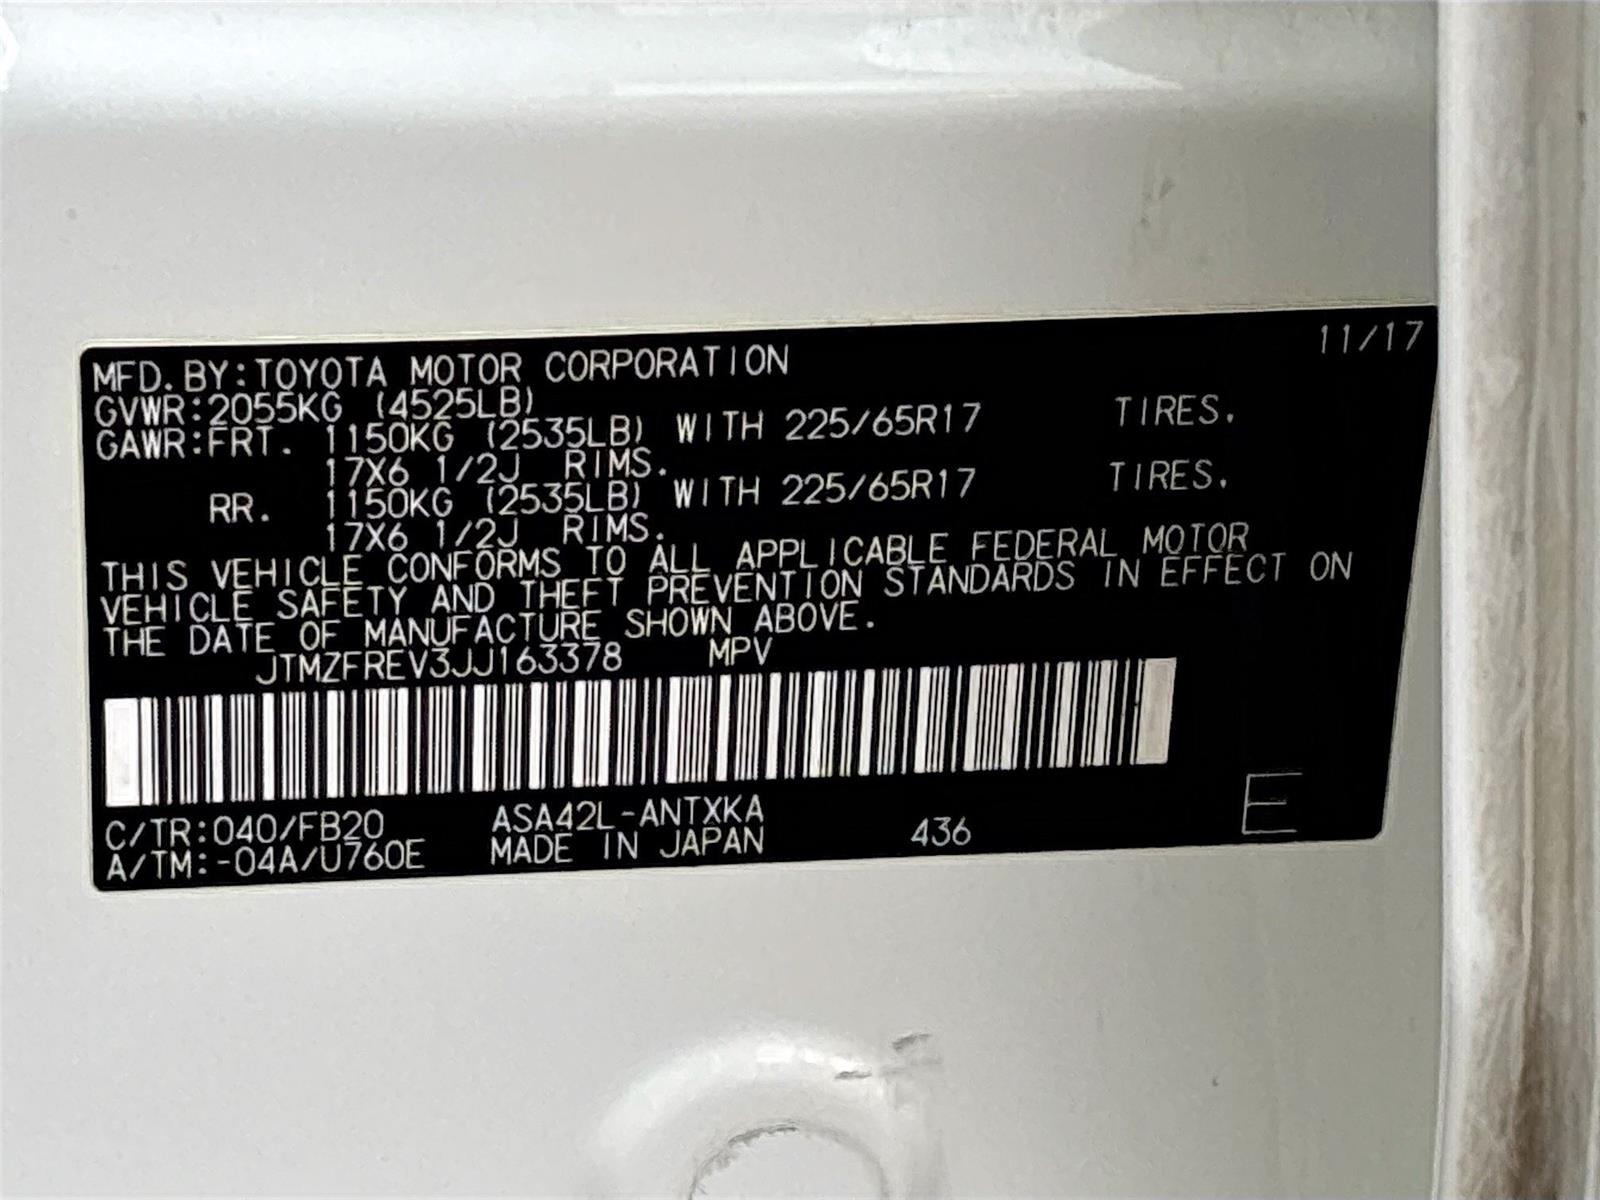 11/17
MFD.BY:TOYOTA MOTOR CORPORATION
GVWR:2055KG (4525LB)
GAWR:FRT. 1150KG (2535LB) WITH 225/65R17 TIRES.
17X6 1/2J RIMS.
RR. 1150KG (2535LB) WITH 225/65R17 TIRES.
17X6 1/2J RIMS.
THIS VEHICLE CONFORMS TO ALL APPLICABLE FEDERAL MOTOR
VEHICLE SAFETY AND THEFT PREVENTION STANDARDS IN EFFECT ON
THE DATE OF MANUFACTURE SHOWN ABOVE.
JTMZFREV3JJ163378 MPV
C/TR:040/FB20 ASA42L-ANTXKA 436 E
A/TM:-04A/U760E MADE IN JAPAN